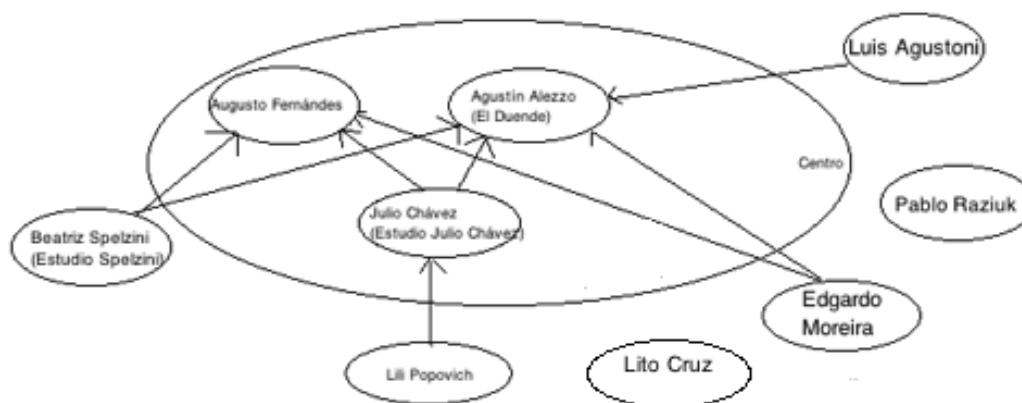 Luis Agustoni
Augusto Fernándes
Agustín Alezzo
(El Duende)
Centro
Pablo Raziuk
Julio Chávez
(Estudio Julio Chávez)
Beatriz Spelzini
(Estudio Spelzini)
Edgardo
Moreira
Lili Popovich
Lito Cruz